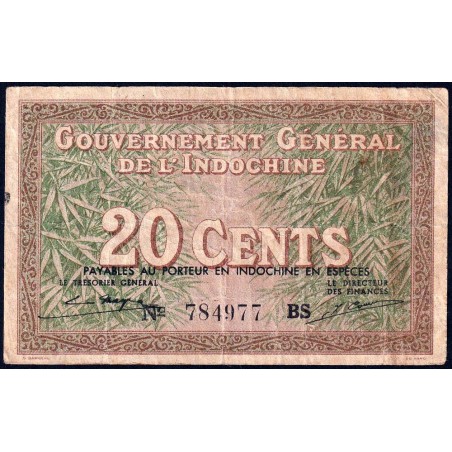 GOUVERNEMENT GÉNÉRAL
DE L'INDOCHINE
20 CENTS
PAYABLES AU PORTEUR EN INDOCHINE EN ESPÈCES
LE TRÉSORIER GÉNÉRAL
LE DIRECTEUR
DES FINANCES
No 784977 BS